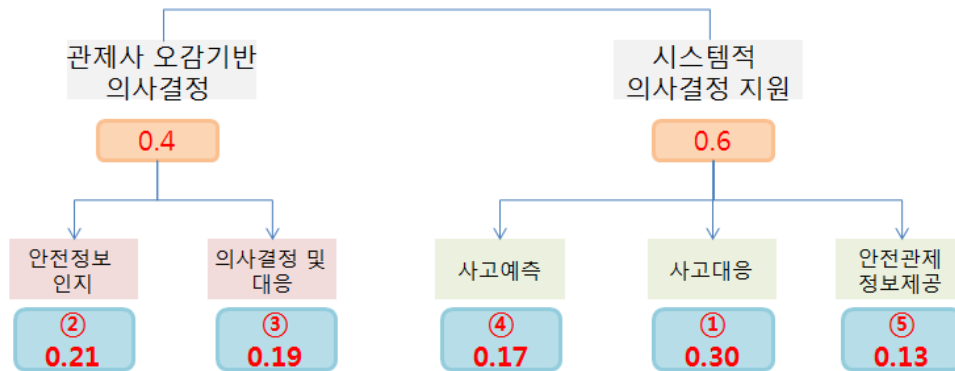 관제사 오감기반
의사결정
시스템적
의사결정 지원
0.4
0.6
안전정보
인지
의사결정 및
대응
사고예측
사고대응
안전관제
정보제공
②
0.21
③
0.19
④
0.17
①
0.30
⑤
0.13